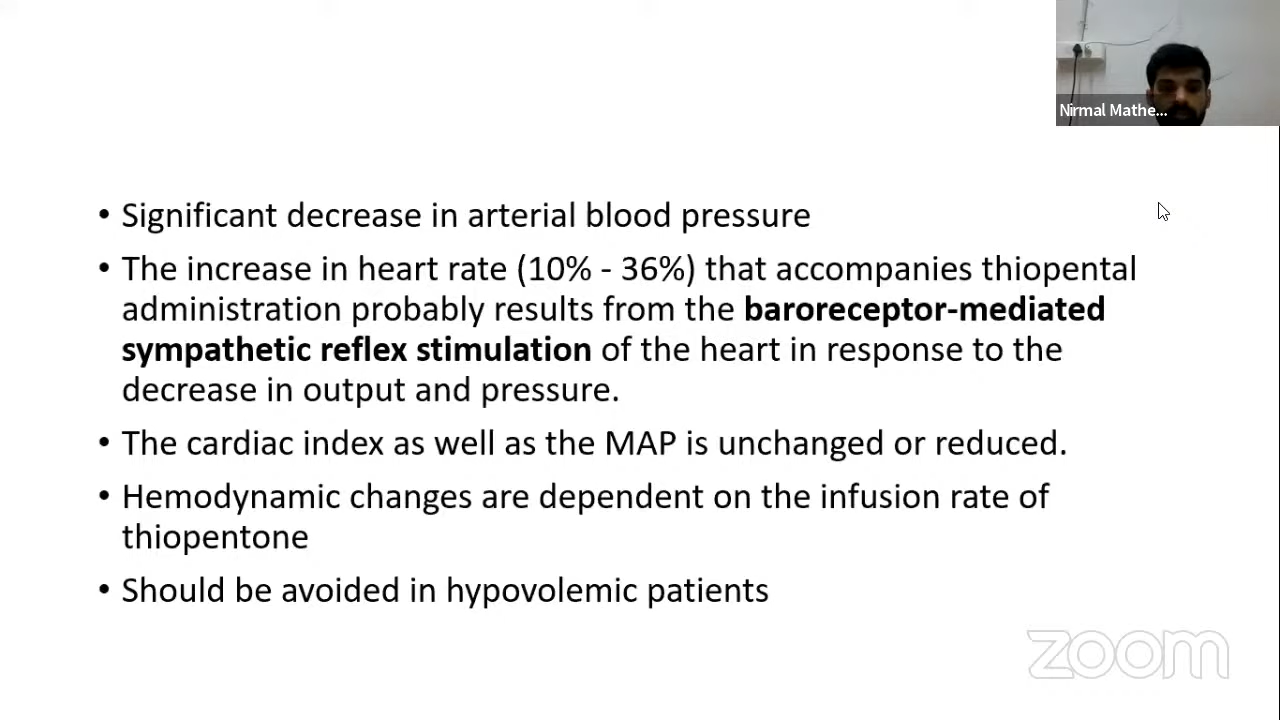 Nirmal Mathe...
• Significant decrease in arterial blood pressure
• The increase in heart rate (10% - 36%) that accompanies thiopental
administration probably results from the baroreceptor-mediated
sympathetic reflex stimulation of the heart in response to the
decrease in output and pressure.
• The cardiac index as well as the MAP is unchanged or reduced.
• Hemodynamic changes are dependent on the infusion rate of
thiopentone
• Should be avoided in hypovolemic patients
zoom